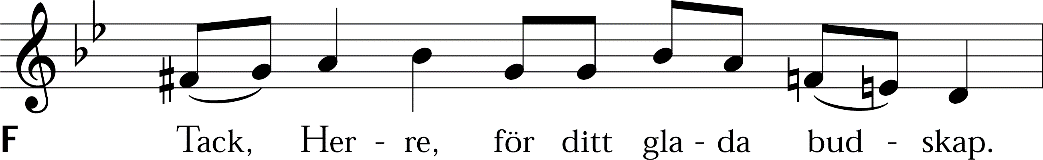 F Tack, Her - re, för ditt gla - da bud - skap.